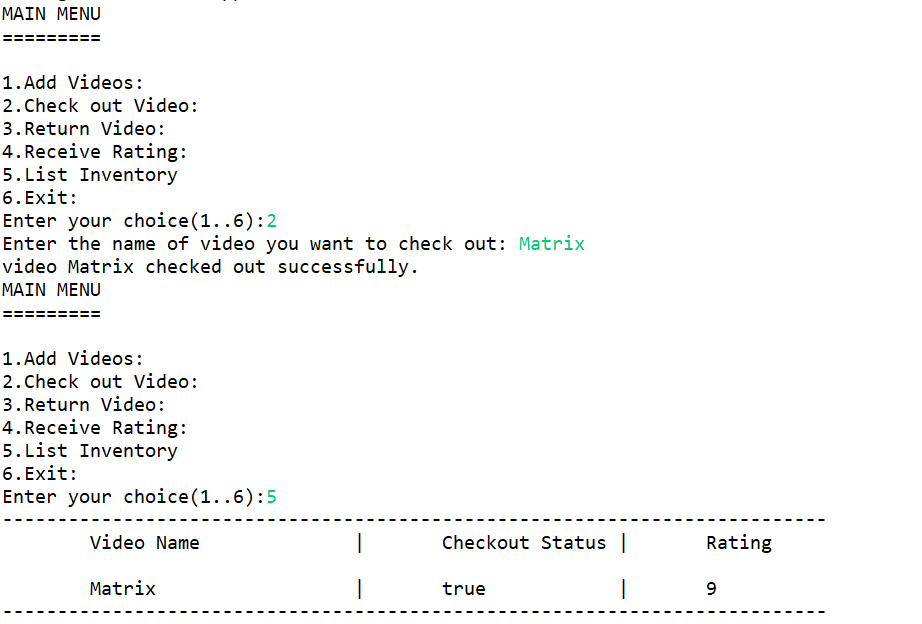 MAIN MENU
=========
1.Add Videos:
2.Check out Video:
3.Return Video:
4.Receive Rating:
5.List Inventory
6.Exit:
Enter your choice(1..6):2
Enter the name of video you want to check out: Matrix
video Matrix checked out successfully.
MAIN MENU
=========
1.Add Videos:
2.Check out Video:
3.Return Video:
4.Receive Rating:
5.List Inventory
6.Exit:
Enter your choice(1..6):5
---------------------------------------------------------------------------
Video Name | Checkout Status | Rating
Matrix | true | 9
---------------------------------------------------------------------------